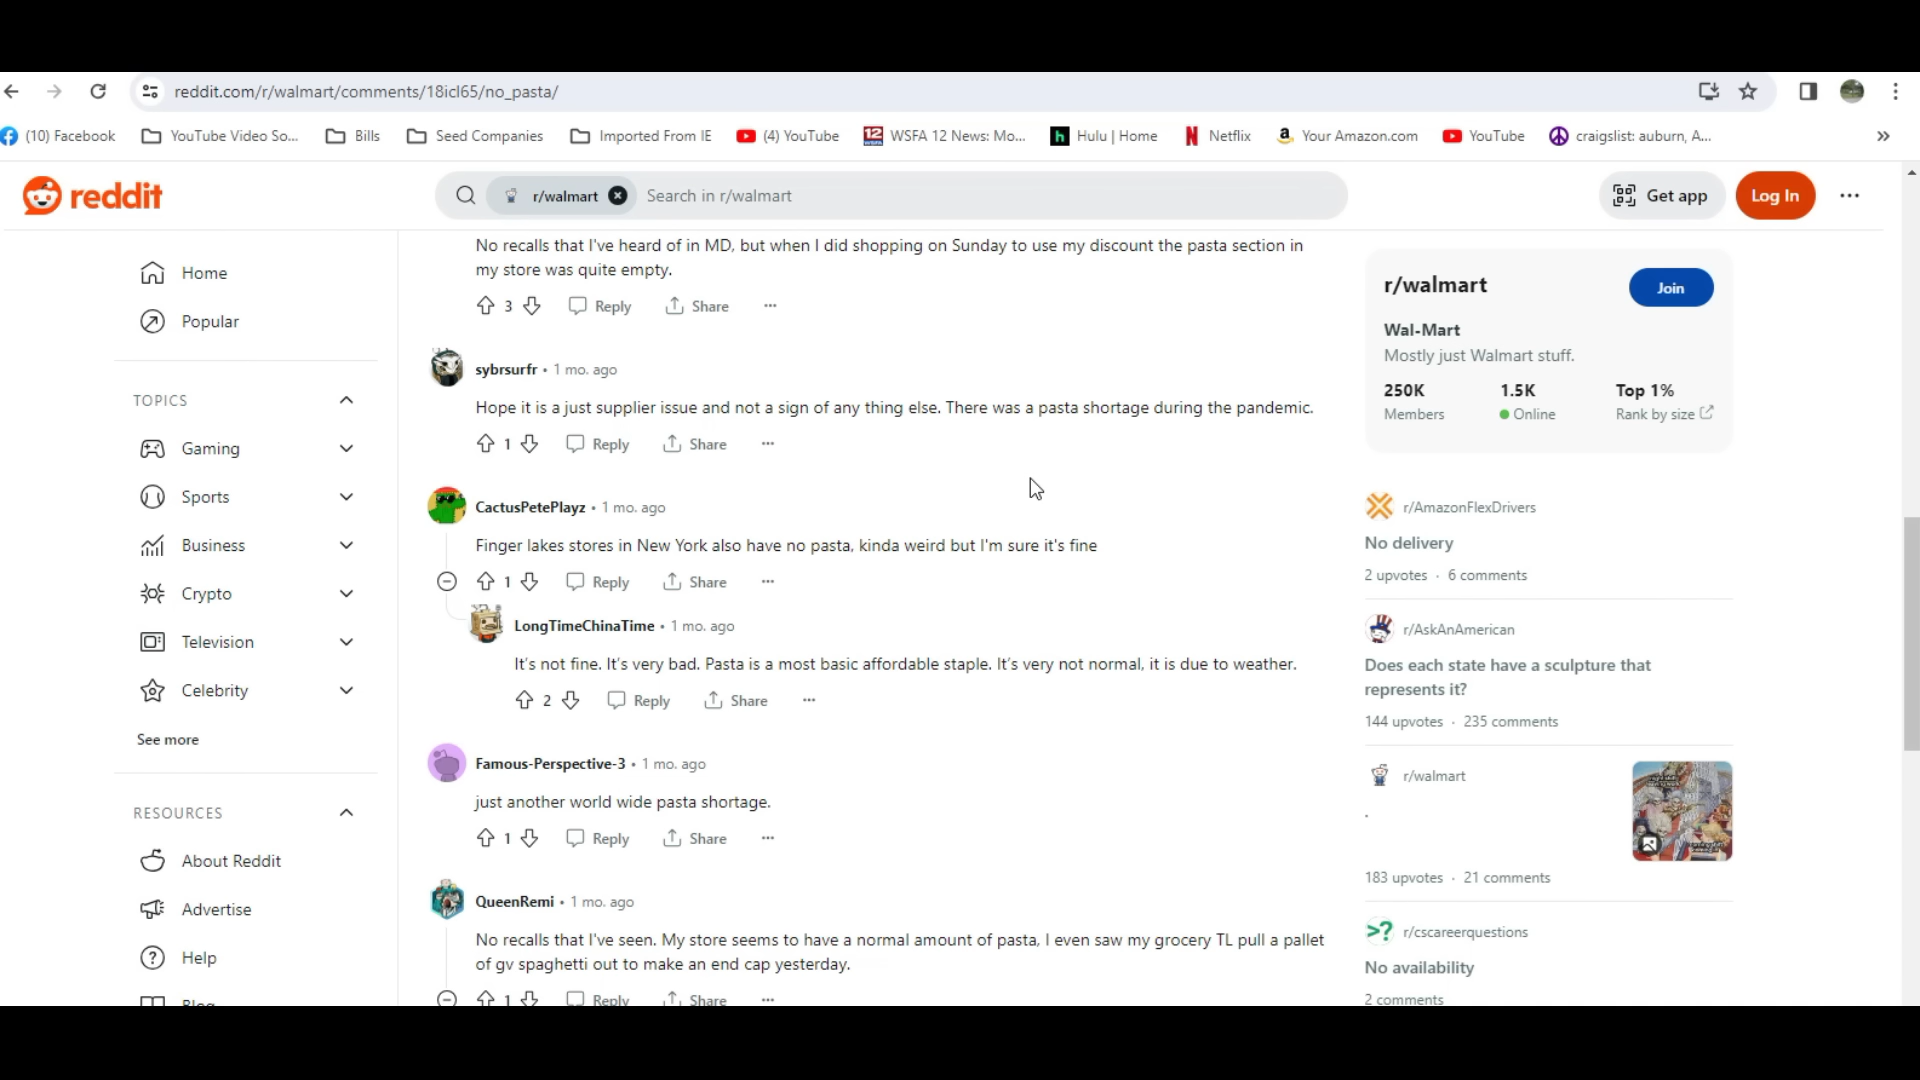 reddit.com/r/walmart/comments/18icl65/no_pasta/
(10) Facebook
YouTube Video So...
Bills
Seed Companies
Imported From IE
(4) YouTube
12 WSFA
WSFA 12 News: Mo...
h
Hulu | Home
N
Netflix
a
Your Amazon.com
YouTube
craigslist: auburn, A...
»
reddit
r/walmart
Search in r/walmart
Get app
Log In
Home
Popular
TOPICS
Gaming
Sports
Business
Crypto
Television
Celebrity
See more
RESOURCES
About Reddit
Advertise
Help
Blog
No recalls that I've heard of in MD, but when I did shopping on Sunday to use my discount the pasta section in
my store was quite empty.
3 Reply Share
sybrsurfr • 1 mo. ago
Hope it is a just supplier issue and not a sign of any thing else. There was a pasta shortage during the pandemic.
1 Reply Share
CactusPetePlayz • 1 mo. ago
Finger lakes stores in New York also have no pasta, kinda weird but I'm sure it's fine
1 Reply Share
LongTimeChinaTime • 1 mo. ago
It's not fine. It's very bad. Pasta is a most basic affordable staple. It's very not normal, it is due to weather.
2 Reply Share
Famous-Perspective-3 • 1 mo. ago
just another world wide pasta shortage.
1 Reply Share
QueenRemi • 1 mo. ago
No recalls that I've seen. My store seems to have a normal amount of pasta, I even saw my grocery TL pull a pallet
of gv spaghetti out to make an end cap yesterday.
1 Reply Share
r/walmart
Join
Wal-Mart
Mostly just Walmart stuff.
250K 1.5K Top 1%
Members Online Rank by size
r/AmazonFlexDrivers
No delivery
2 upvotes · 6 comments
r/AskAnAmerican
Does each state have a sculpture that
represents it?
144 upvotes · 235 comments
r/walmart
.
183 upvotes · 21 comments
>?
r/cscareerquestions
No availability
2 comments